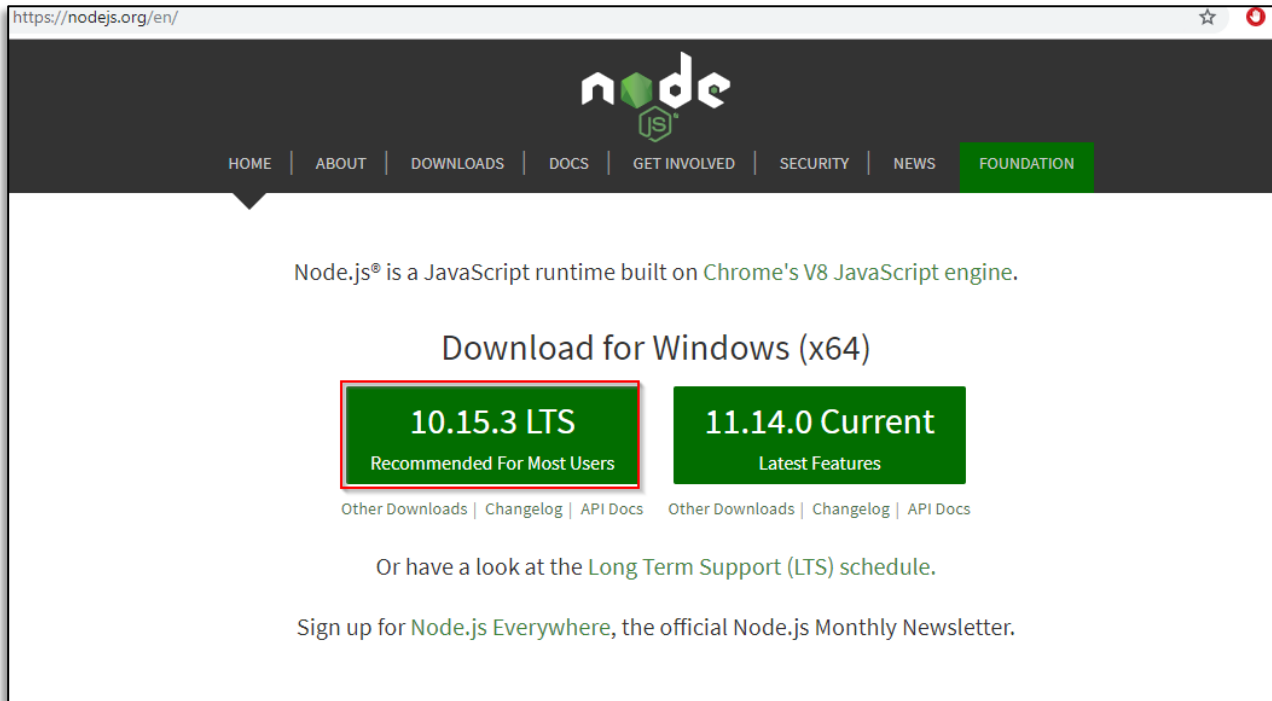 https://nodejs.org/en/
node
JS
HOME | ABOUT | DOWNLOADS | DOCS | GET INVOLVED | SECURITY | NEWS FOUNDATION
Node.js® is a JavaScript runtime built on Chrome's V8 JavaScript engine.
Download for Windows (x64)
10.15.3 LTS
Recommended For Most Users
11.14.0 Current
Latest Features
Other Downloads | Changelog | API Docs
Other Downloads | Changelog | API Docs
Or have a look at the Long Term Support (LTS) schedule.
Sign up for Node.js Everywhere, the official Node.js Monthly Newsletter.